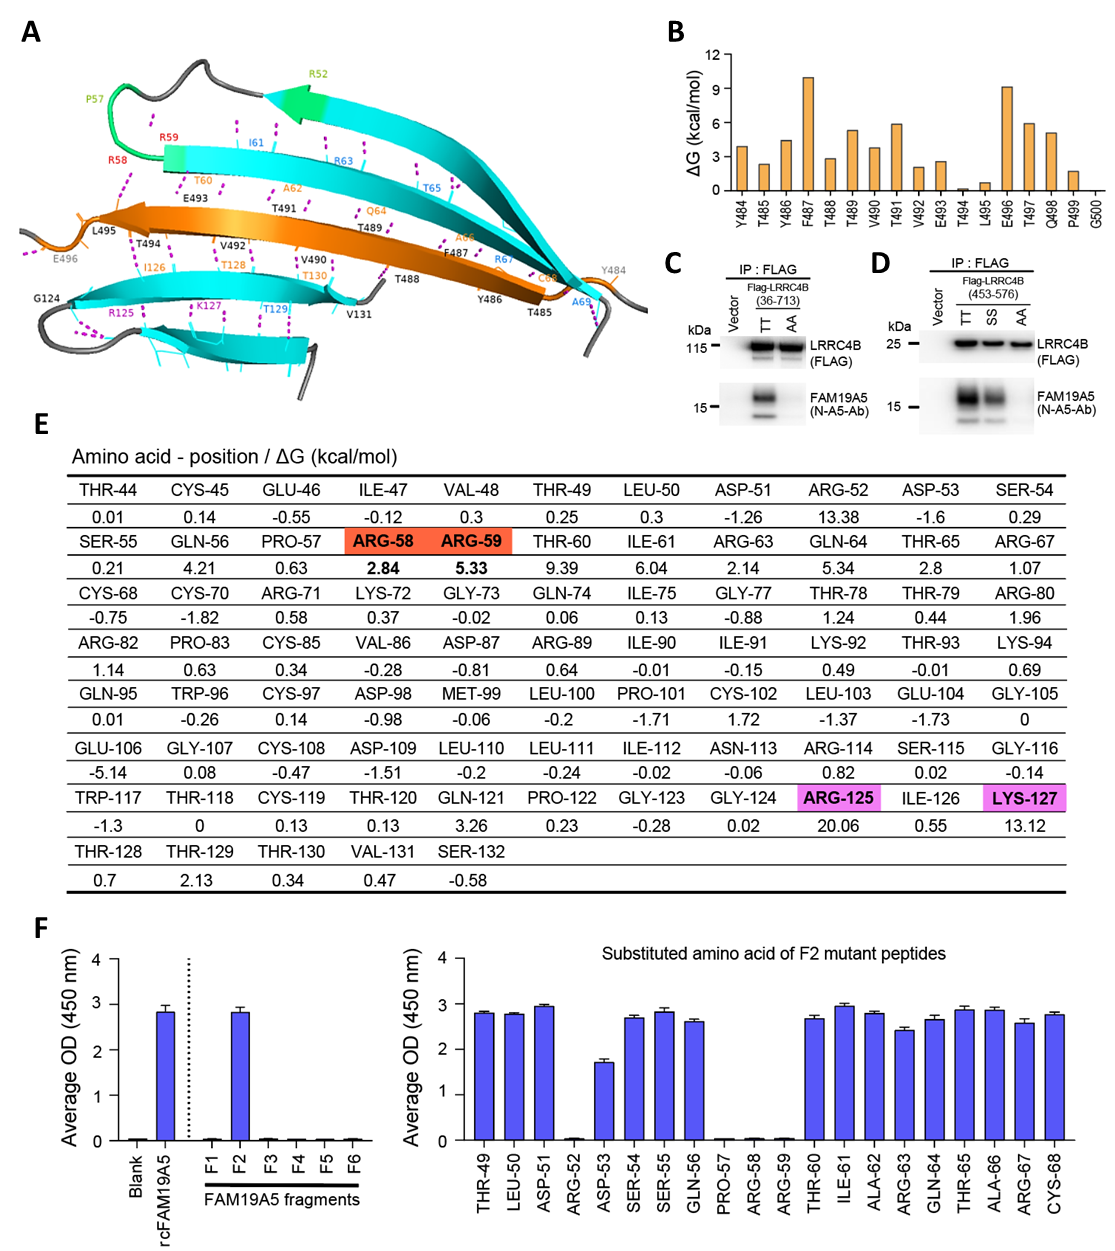 A
R52
P57
R59
I61
R58
R63
T60
A62
T65
E493
T491
Q64
L495
T494
T489
A66
V492
F487
R67
E496
V490
I126
T128
T130
T488
C68
Y484
G124
Y486
T485
A69
R125
K127
T129
V131
B
ΔG (kcal/mol)
12
9
6
3
0
Y484 T485 Y486 F487 T488 T489 V490 T491 V492 E493 T494 L495 E496 T497 Q498 P499 G500
C
IP : FLAG
Flag-LRRC4B
(36-713)
Vector TT AA
kDa
115
LRRC4B
(FLAG)
15
FAM19A5
(N-A5-Ab)
D
IP : FLAG
Flag-LRRC4B
(453-576)
Vector TT SS AA
kDa
25
LRRC4B
(FLAG)
15
FAM19A5
(N-A5-Ab)
E
Amino acid - position / ΔG (kcal/mol)
THR-44 CYS-45 GLU-46 ILE-47 VAL-48 THR-49 LEU-50 ASP-51 ARG-52 ASP-53 SER-54
0.01 0.14 -0.55 -0.12 0.3 0.25 0.3 -1.26 13.38 -1.6 0.29
SER-55 GLN-56 PRO-57 ARG-58 ARG-59 THR-60 ILE-61 ARG-63 GLN-64 THR-65 ARG-67
0.21 4.21 0.63 2.84 5.33 9.39 6.04 2.14 5.34 2.8 1.07
CYS-68 CYS-70 ARG-71 LYS-72 GLY-73 GLN-74 ILE-75 GLY-77 THR-78 THR-79 ARG-80
-0.75 -1.82 0.58 0.37 -0.02 0.06 0.13 -0.88 1.24 0.44 1.96
ARG-82 PRO-83 CYS-85 VAL-86 ASP-87 ARG-89 ILE-90 ILE-91 LYS-92 THR-93 LYS-94
1.14 0.63 0.34 -0.28 -0.81 0.64 -0.01 -0.15 0.49 -0.01 0.69
GLN-95 TRP-96 CYS-97 ASP-98 MET-99 LEU-100 PRO-101 CYS-102 LEU-103 GLU-104 GLY-105
0.01 -0.26 0.14 -0.98 -0.06 -0.2 -1.71 1.72 -1.37 -1.73 0
GLU-106 GLY-107 CYS-108 ASP-109 LEU-110 LEU-111 ILE-112 ASN-113 ARG-114 SER-115 GLY-116
-5.14 0.08 -0.47 -1.51 -0.2 -0.24 -0.02 -0.06 0.82 0.02 -0.14
TRP-117 THR-118 CYS-119 THR-120 GLN-121 PRO-122 GLY-123 GLY-124 ARG-125 ILE-126 LYS-127
-1.3 0 0.13 0.13 3.26 0.23 -0.28 0.02 20.06 0.55 13.12
THR-128 THR-129 THR-130 VAL-131 SER-132
0.7 2.13 0.34 0.47 -0.58
F
Average OD (450 nm)
4
3
2
1
0
Blank rcFAM19A5 F1 F2 F3 F4 F5 F6
FAM19A5 fragments
Substituted amino acid of F2 mutant peptides
Average OD (450 nm)
4
3
2
1
0
THR-49 LEU-50 ASP-51 ARG-52 ASP-53 SER-54 SER-55 GLN-56 PRO-57 ARG-58 ARG-59 THR-60 ILE-61 ALA-62 ARG-63 GLN-64 THR-65 ALA-66 ARG-67 CYS-68